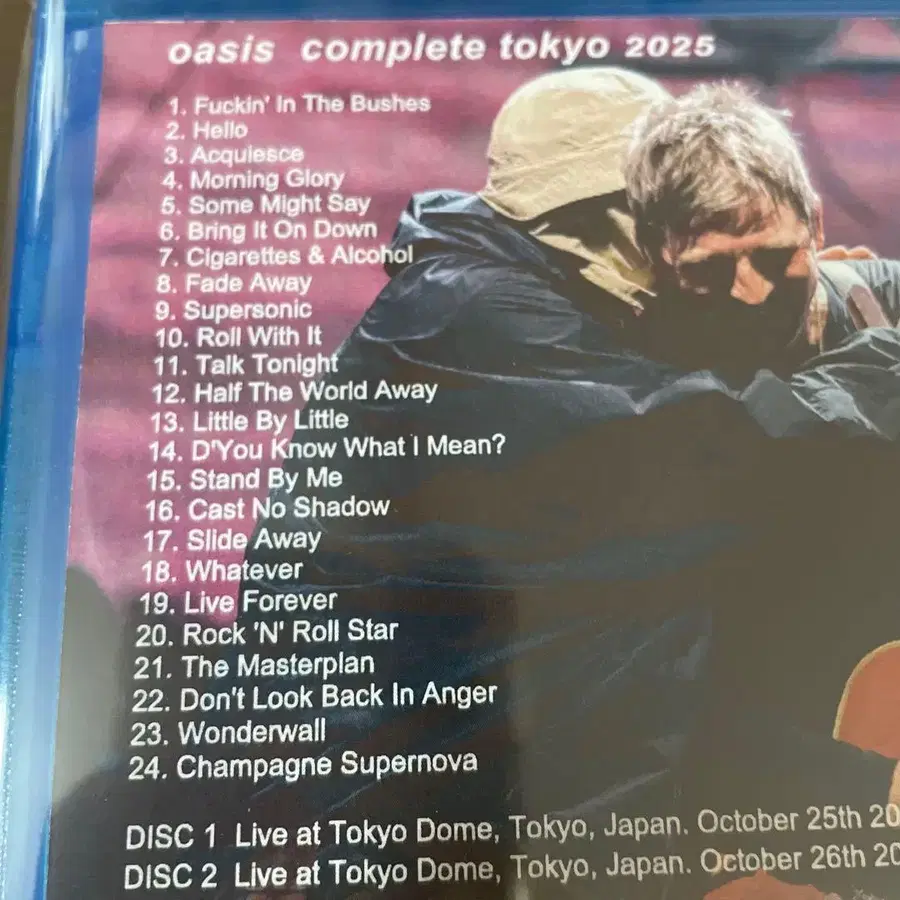 oasis complete tokyo 2025
1. Fuckin' In The Bushes
2. Hello
3. Acquiesce
4. Morning Glory
5. Some Might Say
6. Bring It On Down
7. Cigarettes & Alcohol
8. Fade Away
9. Supersonic
10. Roll With It
11. Talk Tonight
12. Half The World Away
13. Little By Little
14. D'You Know What I Mean?
15. Stand By Me
16. Cast No Shadow
17. Slide Away
18. Whatever
19. Live Forever
20. Rock 'N' Roll Star
21. The Masterplan
22. Don't Look Back In Anger
23. Wonderwall
24. Champagne Supernova
DISC 1 Live at Tokyo Dome, Tokyo, Japan. October 25th 20
DISC 2 Live at Tokyo Dome, Tokyo, Japan. October 26th 20